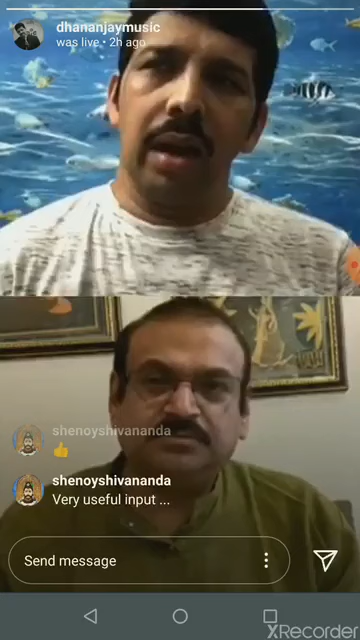 dhananjaymusic
was live • 2h ago
shenoyshivananda
👍
shenoyshivananda
Very useful input ...
Send message
XRecorder